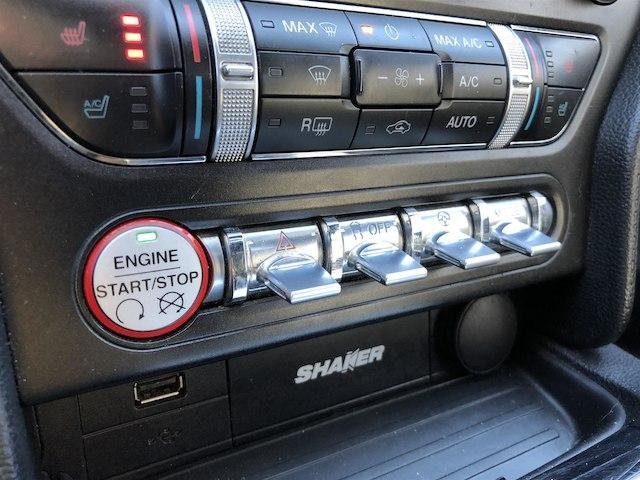 MAX
MAX A/C
- +
A/C
A/C
R
AUTO
OFF
ENGINE
START/STOP
SHAKER